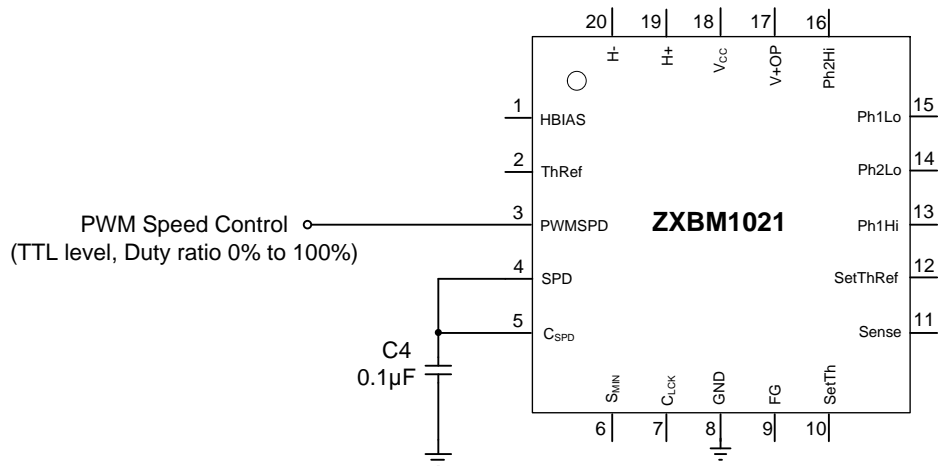 20 19 18 17 16
H- H+ VCC V+OP Ph2Hi
1 HBIAS
2 ThRef
PWM Speed Control 3 PWMSPD
(TTL level, Duty ratio 0% to 100%)
4 SPD
5 CSPD
C4
0.1µF
ZXBM1021
Ph1Lo 15
Ph2Lo 14
Ph1Hi 13
SetThRef 12
Sense 11
SMIN CLCK GND FG SetTh
6 7 8 9 10